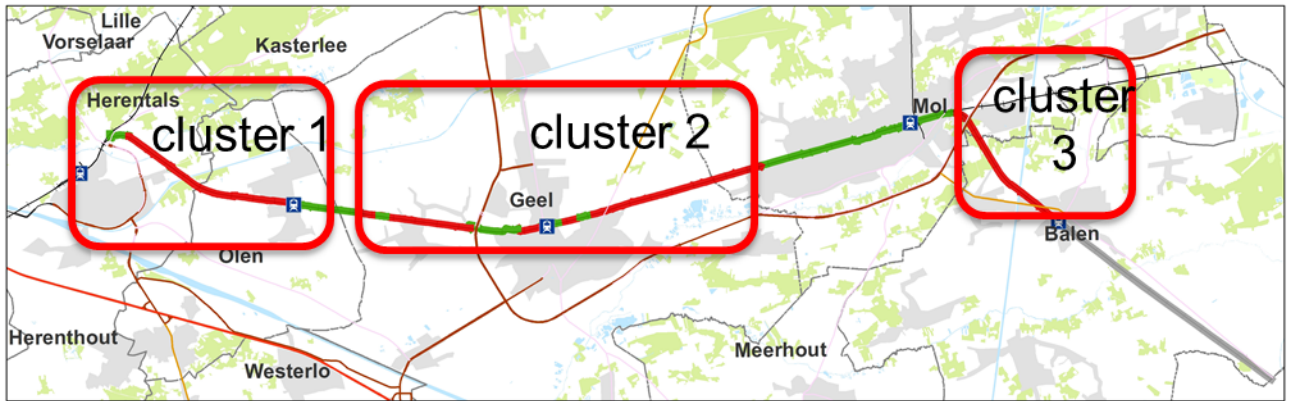 Lille
Vorselaar
Kasterlee
Herentals
cluster 1
cluster 2
Geel
Mol
cluster
3
Balen
Olen
Herenthout
Westerlo
Meerhout